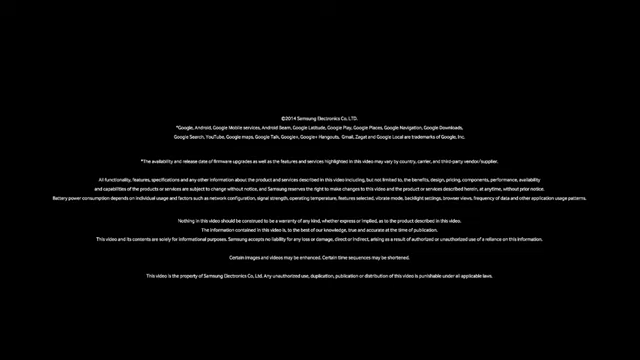 ©2014 Samsung Electronics Co. LTD.
*Google, Android, Google Mobile services, Android Beam, Google Latitude, Google Play, Google Places, Google Navigation, Google Downloads,
Google Search, YouTube, Google maps, Google Talk, Google+, Google+ Hangouts, Gmail, Zagat and Google Local are trademarks of Google, Inc.
*The availability and release date of firmware upgrades as well as the features and services highlighted in this video may vary by country, carrier, and third-party vendor/supplier.
All functionality, features, specifications and any other information about the product and services described in this video including, but not limited to, the benefits, design, pricing, components, performance, availability
and capabilities of the products or services are subject to change without notice, and Samsung reserves the right to make changes to this video and the product or services described herein, at anytime, without prior notice.
Battery power consumption depends on individual usage and factors such as network configuration, signal strength, operating temperature, features selected, vibrate mode, backlight settings, browser views, frequency of data and other application usage patterns.
Nothing in this video should be construed to be a warranty of any kind, whether express or implied, as to the product described in this video.
The information contained in this video is, to the best of our knowledge, true and accurate at the time of publication.
This video and its contents are solely for informational purposes. Samsung accepts no liability for any loss or damage, direct or indirect, arising as a result of authorized or unauthorized use of a reliance on this information.
Certain images and videos may be enhanced. Certain time sequences may be shortened.
This video is the property of Samsung Electronics Co, Ltd. Any unauthorized use, duplication, publication or distribution of this video is punishable under all applicable laws.